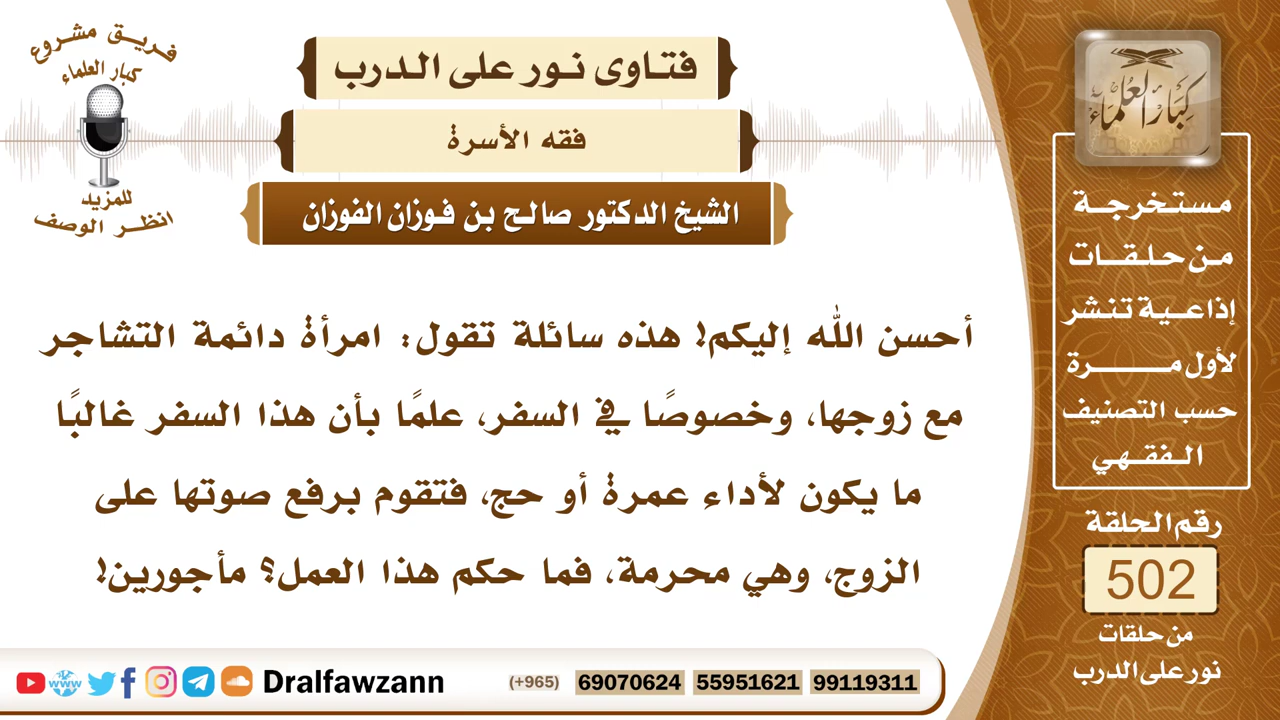 فريق مشروع
كبار العلماء
للمزيد
انظر الوصف
فتاوى نور على الدرب
فقه الأسرة
الشيخ الدكتور صالح بن فوزان الفوزان
أحسن الله إليكم! هذه سائلة تقول: امرأة دائمة التشاجر
مع زوجها، وخصوصًا في السفر، علمًا بأن هذا السفر غالبًا
ما يكون لأداء عمرة أو حج، فتقوم برفع صوتها على
الزوج، وهي محرمة، فما حكم هذا العمل؟ مأجورين!
كبار العلماء
مستخرجة
من حلقات
إذاعية تنشر
لأول مرة
حسب التصنيف
الفقهي
رقم الحلقة
502
من حلقات
نور على الدرب
www
Dralfawzann
(+965) 69070624 55951621 99119311